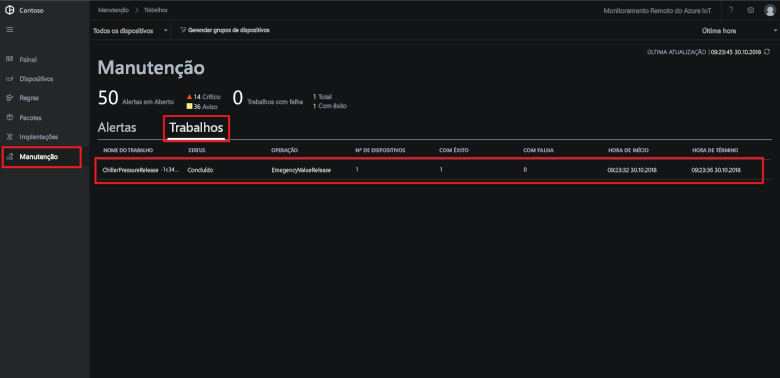 Contoso
Manutenção > Trabalhos
Monitoramento Remoto do Azure IoT
?
Todos os dispositivos
Gerenciar grupos de dispositivos
Última hora
ÚLTIMA ATUALIZAÇÃO | 09:23:45 30.10.2018
Painel
Dispositivos
Regras
Pacotes
Implantações
Manutenção
Manutenção
50 Alertas em Aberto
14 Crítico
36 Aviso
0 Trabalhos com falha
1 Total
1 Com êxito
Alertas
Trabalhos
NOME DO TRABALHO STATUS OPERAÇÃO Nº DE DISPOSITIVOS COM ÊXITO COM FALHA HORA DE INÍCIO HORA DE TÉRMINO
ChillarPressureRelease -1c34... Concluído EmegencyValueRelease 1 1 0 09:23:32 30.10.2018 09:23:36 30.10.2018